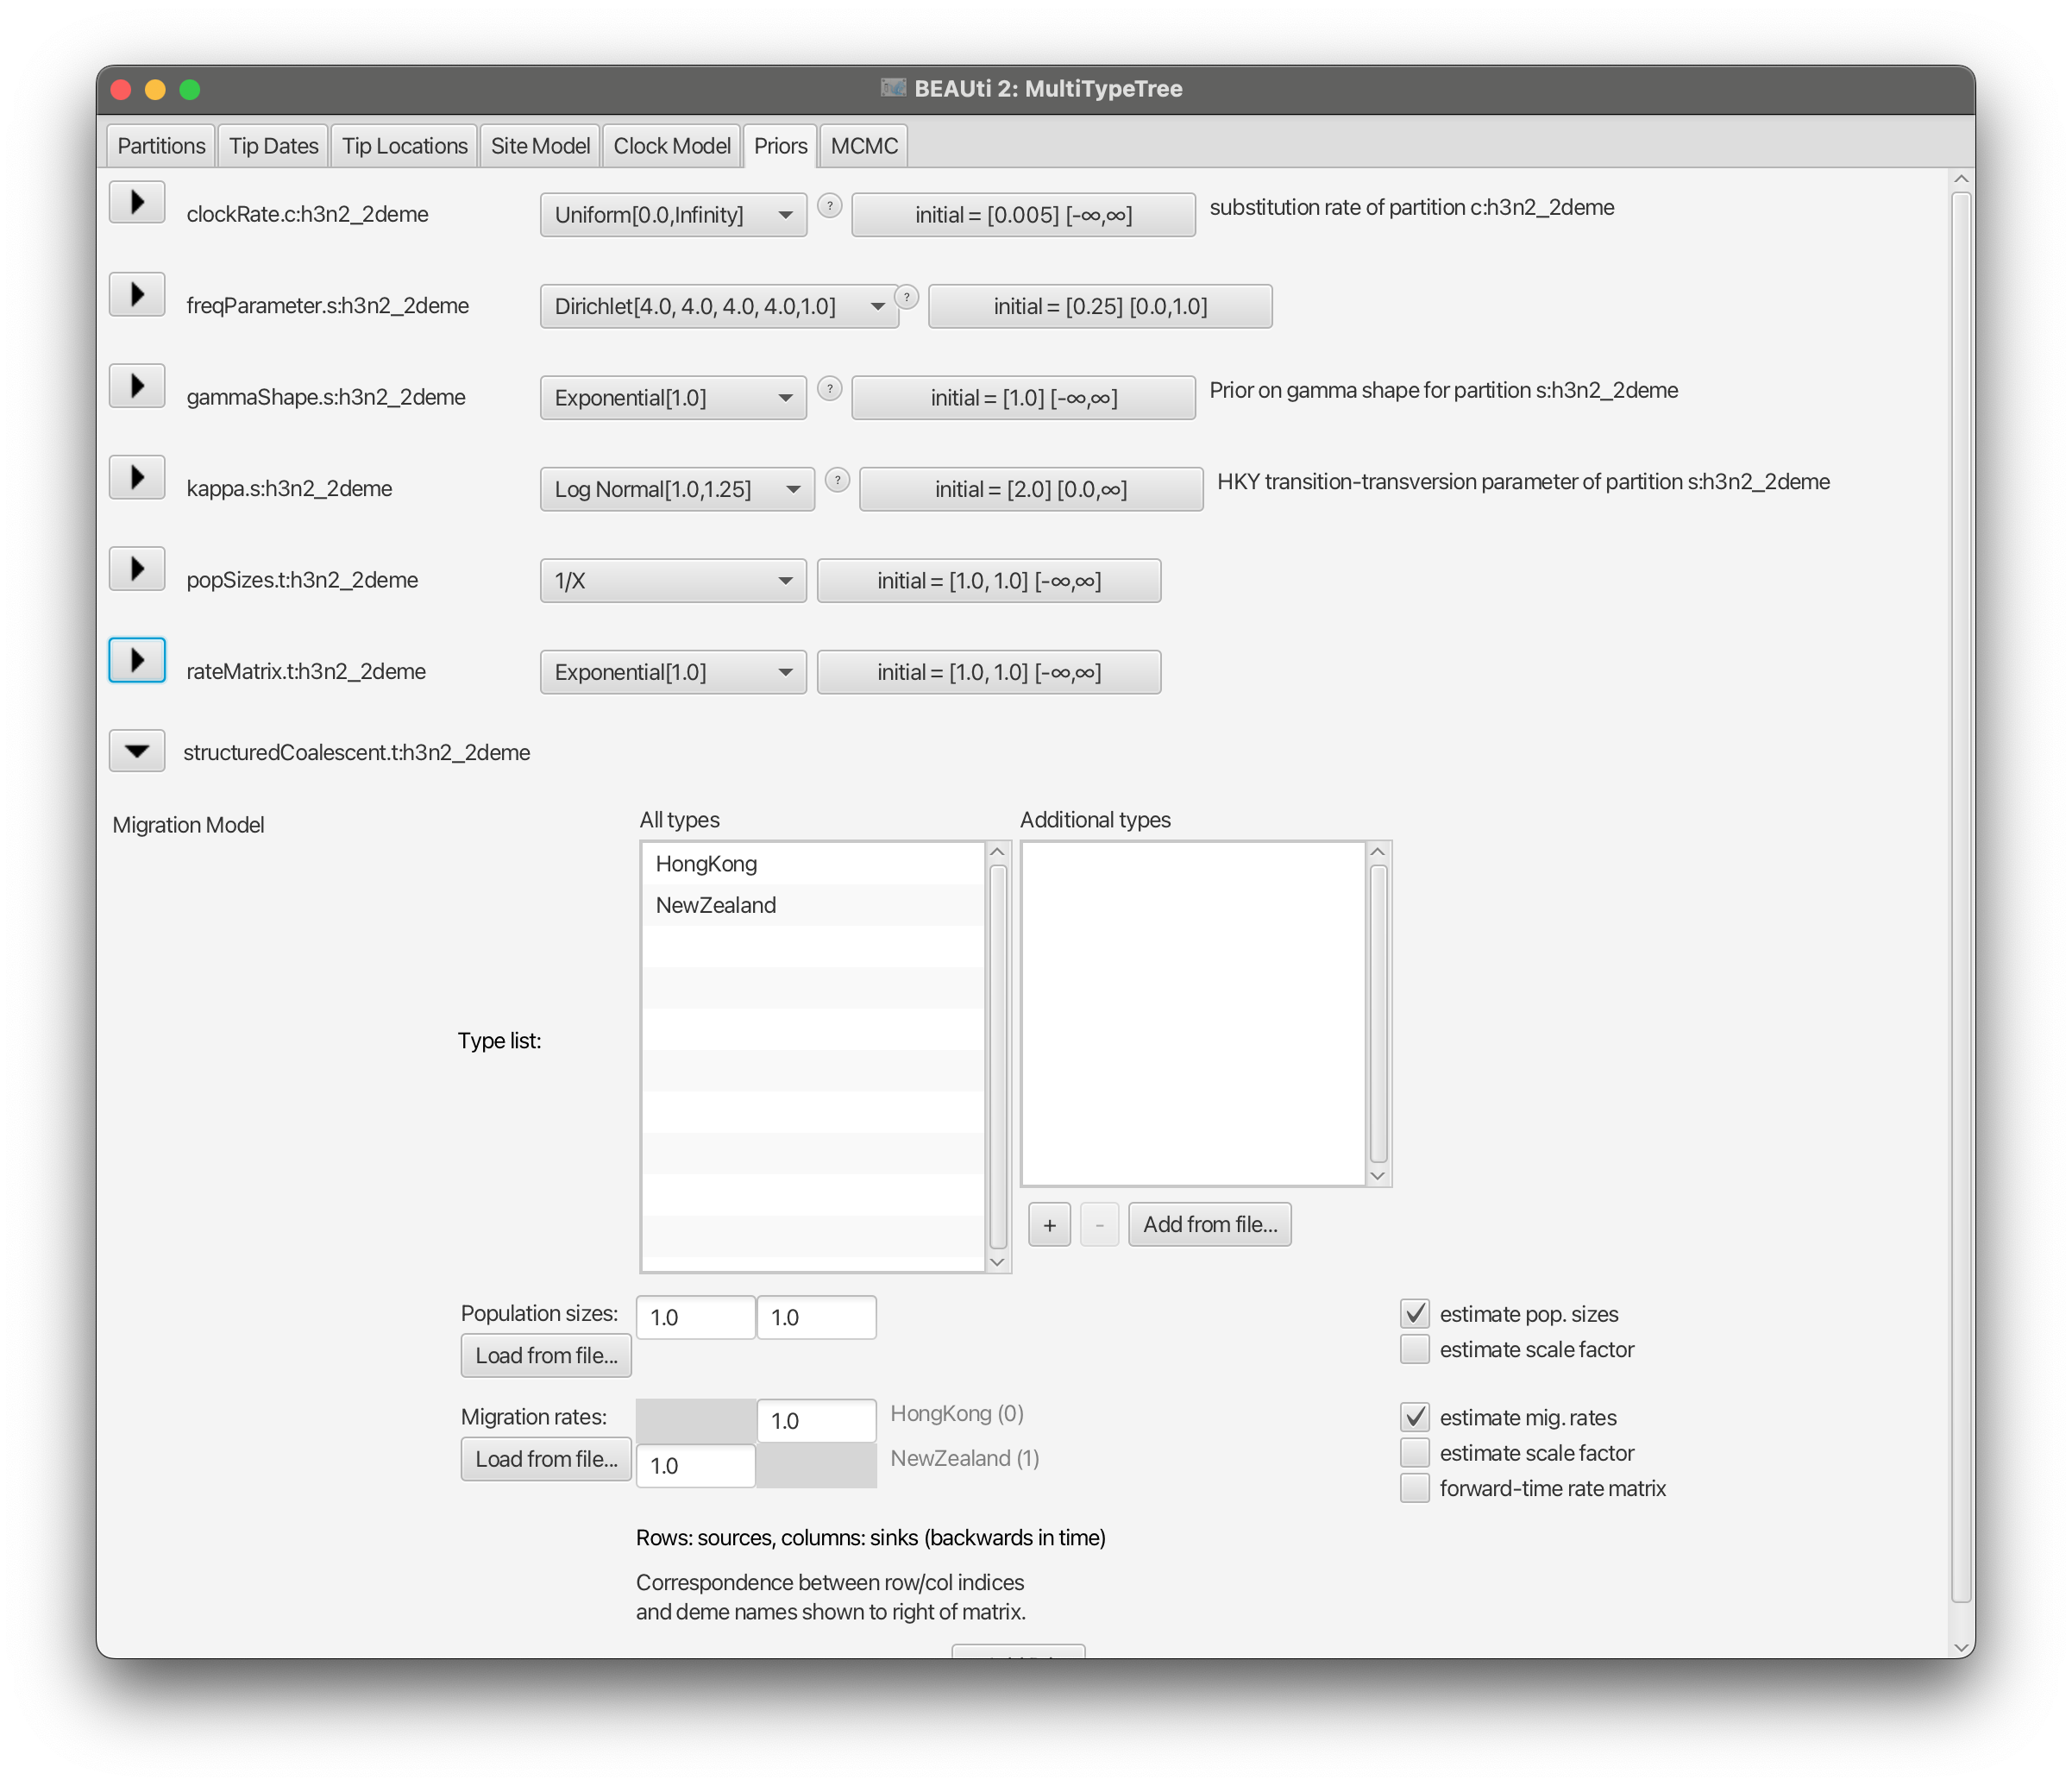 BEAUti 2: MultiTypeTree
Partitions Tip Dates Tip Locations Site Model Clock Model Priors MCMC
clockRate.c:h3n2_2deme Uniform[0.0,Infinity] ? initial = [0.005] [-∞,∞] substitution rate of partition c:h3n2_2deme
freqParameter.s:h3n2_2deme Dirichlet[4.0, 4.0, 4.0, 4.0,1.0] ? initial = [0.25] [0.0,1.0]
gammaShape.s:h3n2_2deme Exponential[1.0] ? initial = [1.0] [-∞,∞] Prior on gamma shape for partition s:h3n2_2deme
kappa.s:h3n2_2deme Log Normal[1.0,1.25] ? initial = [2.0] [0.0,∞] HKY transition-transversion parameter of partition s:h3n2_2deme
popSizes.t:h3n2_2deme 1/X initial = [1.0, 1.0] [-∞,∞]
rateMatrix.t:h3n2_2deme Exponential[1.0] initial = [1.0, 1.0] [-∞,∞]
structuredCoalescent.t:h3n2_2deme
Migration Model All types Additional types
HongKong
NewZealand
Type list:
+ - Add from file...
Population sizes: 1.0 1.0 estimate pop. sizes
Load from file... estimate scale factor
Migration rates: 1.0 HongKong (0) estimate mig. rates
Load from file... 1.0 NewZealand (1) estimate scale factor
forward-time rate matrix
Rows: sources, columns: sinks (backwards in time)
Correspondence between row/col indices
and deme names shown to right of matrix.